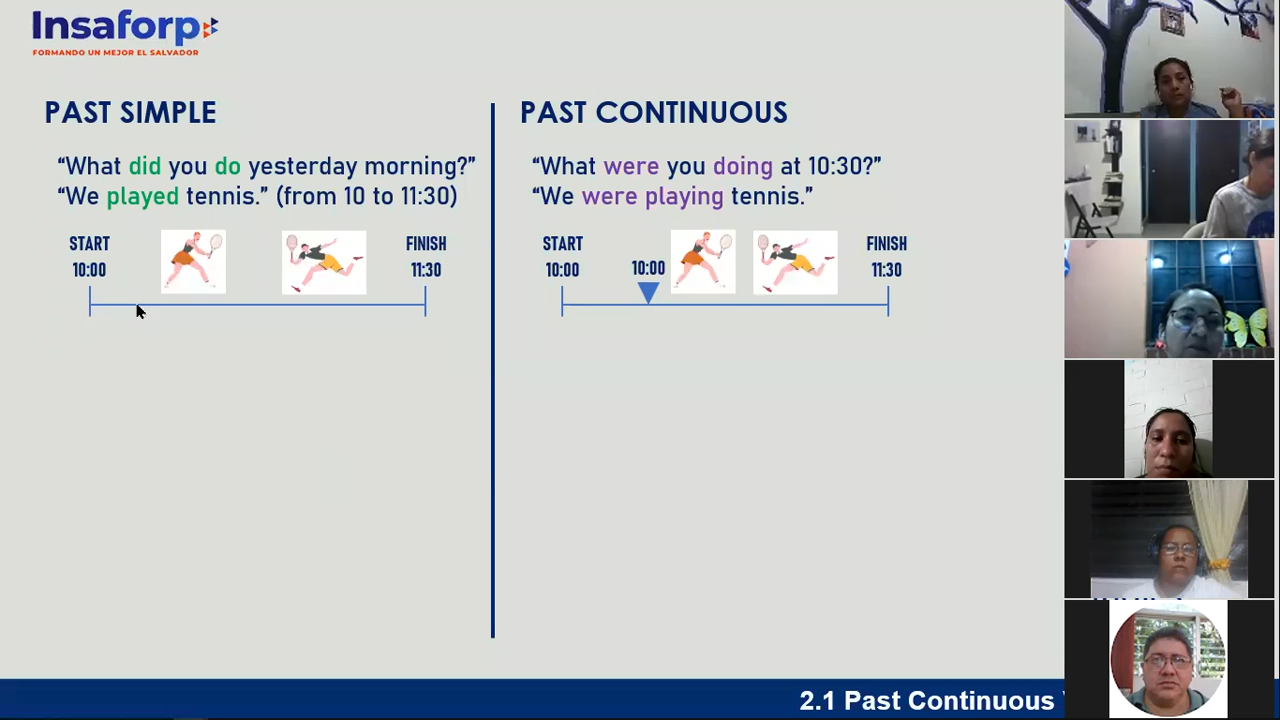 Insaforp
FORMANDO UN MEJOR EL SALVADOR
PAST SIMPLE
“What did you do yesterday morning?”
“We played tennis.” (from 10 to 11:30)
START
10:00
FINISH
11:30
PAST CONTINUOUS
“What were you doing at 10:30?”
“We were playing tennis.”
START
10:00
10:00
FINISH
11:30
2.1 Past Continuous